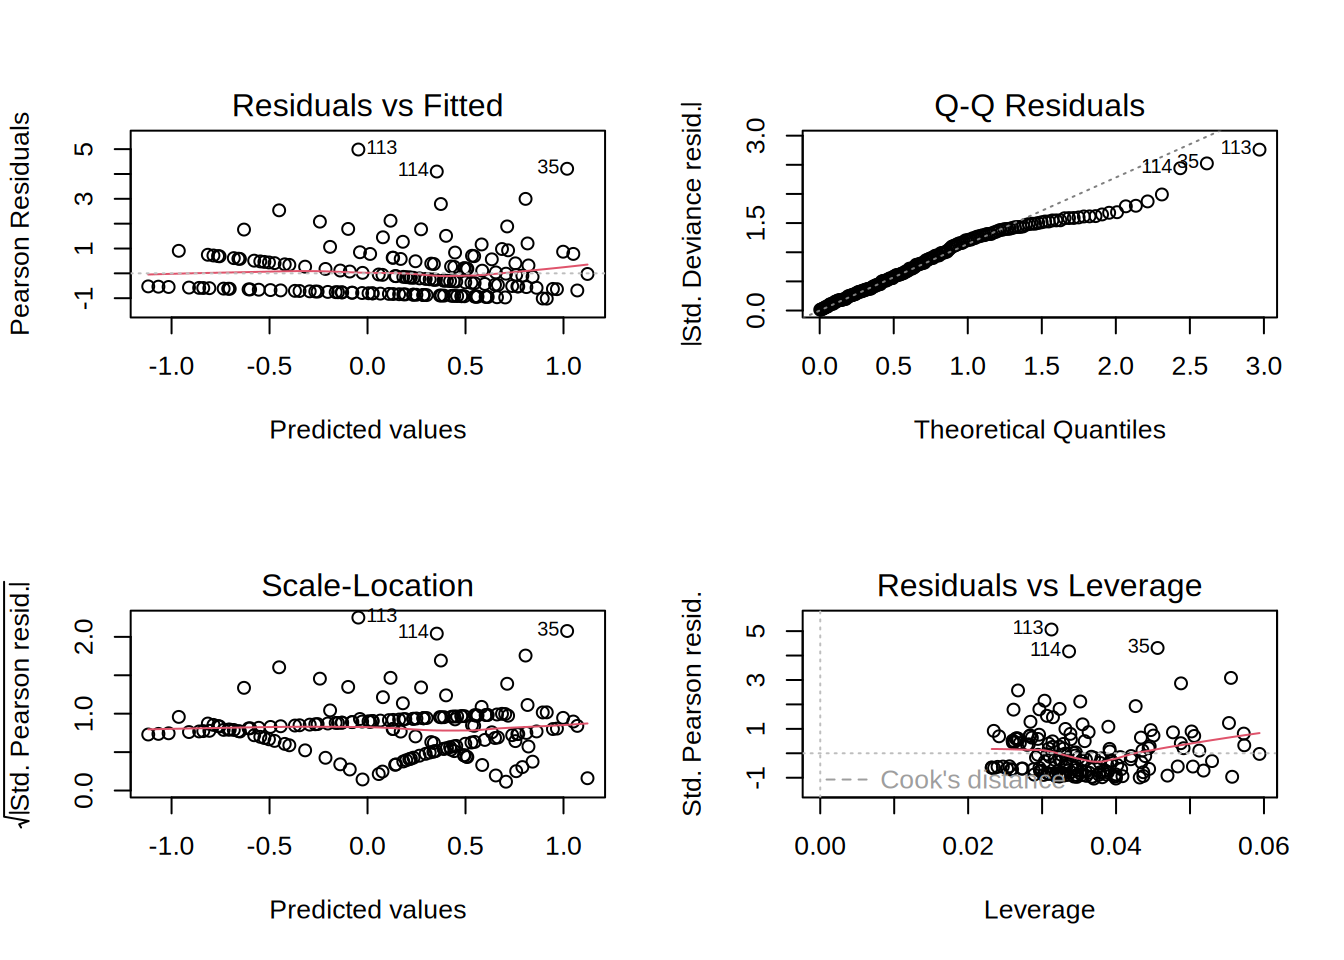 Residuals vs Fitted
Pearson Residuals
5
3
1
-1
113
114
35
-1.0 -0.5 0.0 0.5 1.0
Predicted values
Q-Q Residuals
|Std. Deviance resid.|
3.0
1.5
0.0
114 35 113
0.0 0.5 1.0 1.5 2.0 2.5 3.0
Theoretical Quantiles
Scale-Location
√|Std. Pearson resid.|
2.0
1.0
0.0
113
114
35
-1.0 -0.5 0.0 0.5 1.0
Predicted values
Residuals vs Leverage
Std. Pearson resid.
5
3
1
-1
113
114
35
Cook's distance
0.00 0.02 0.04 0.06
Leverage